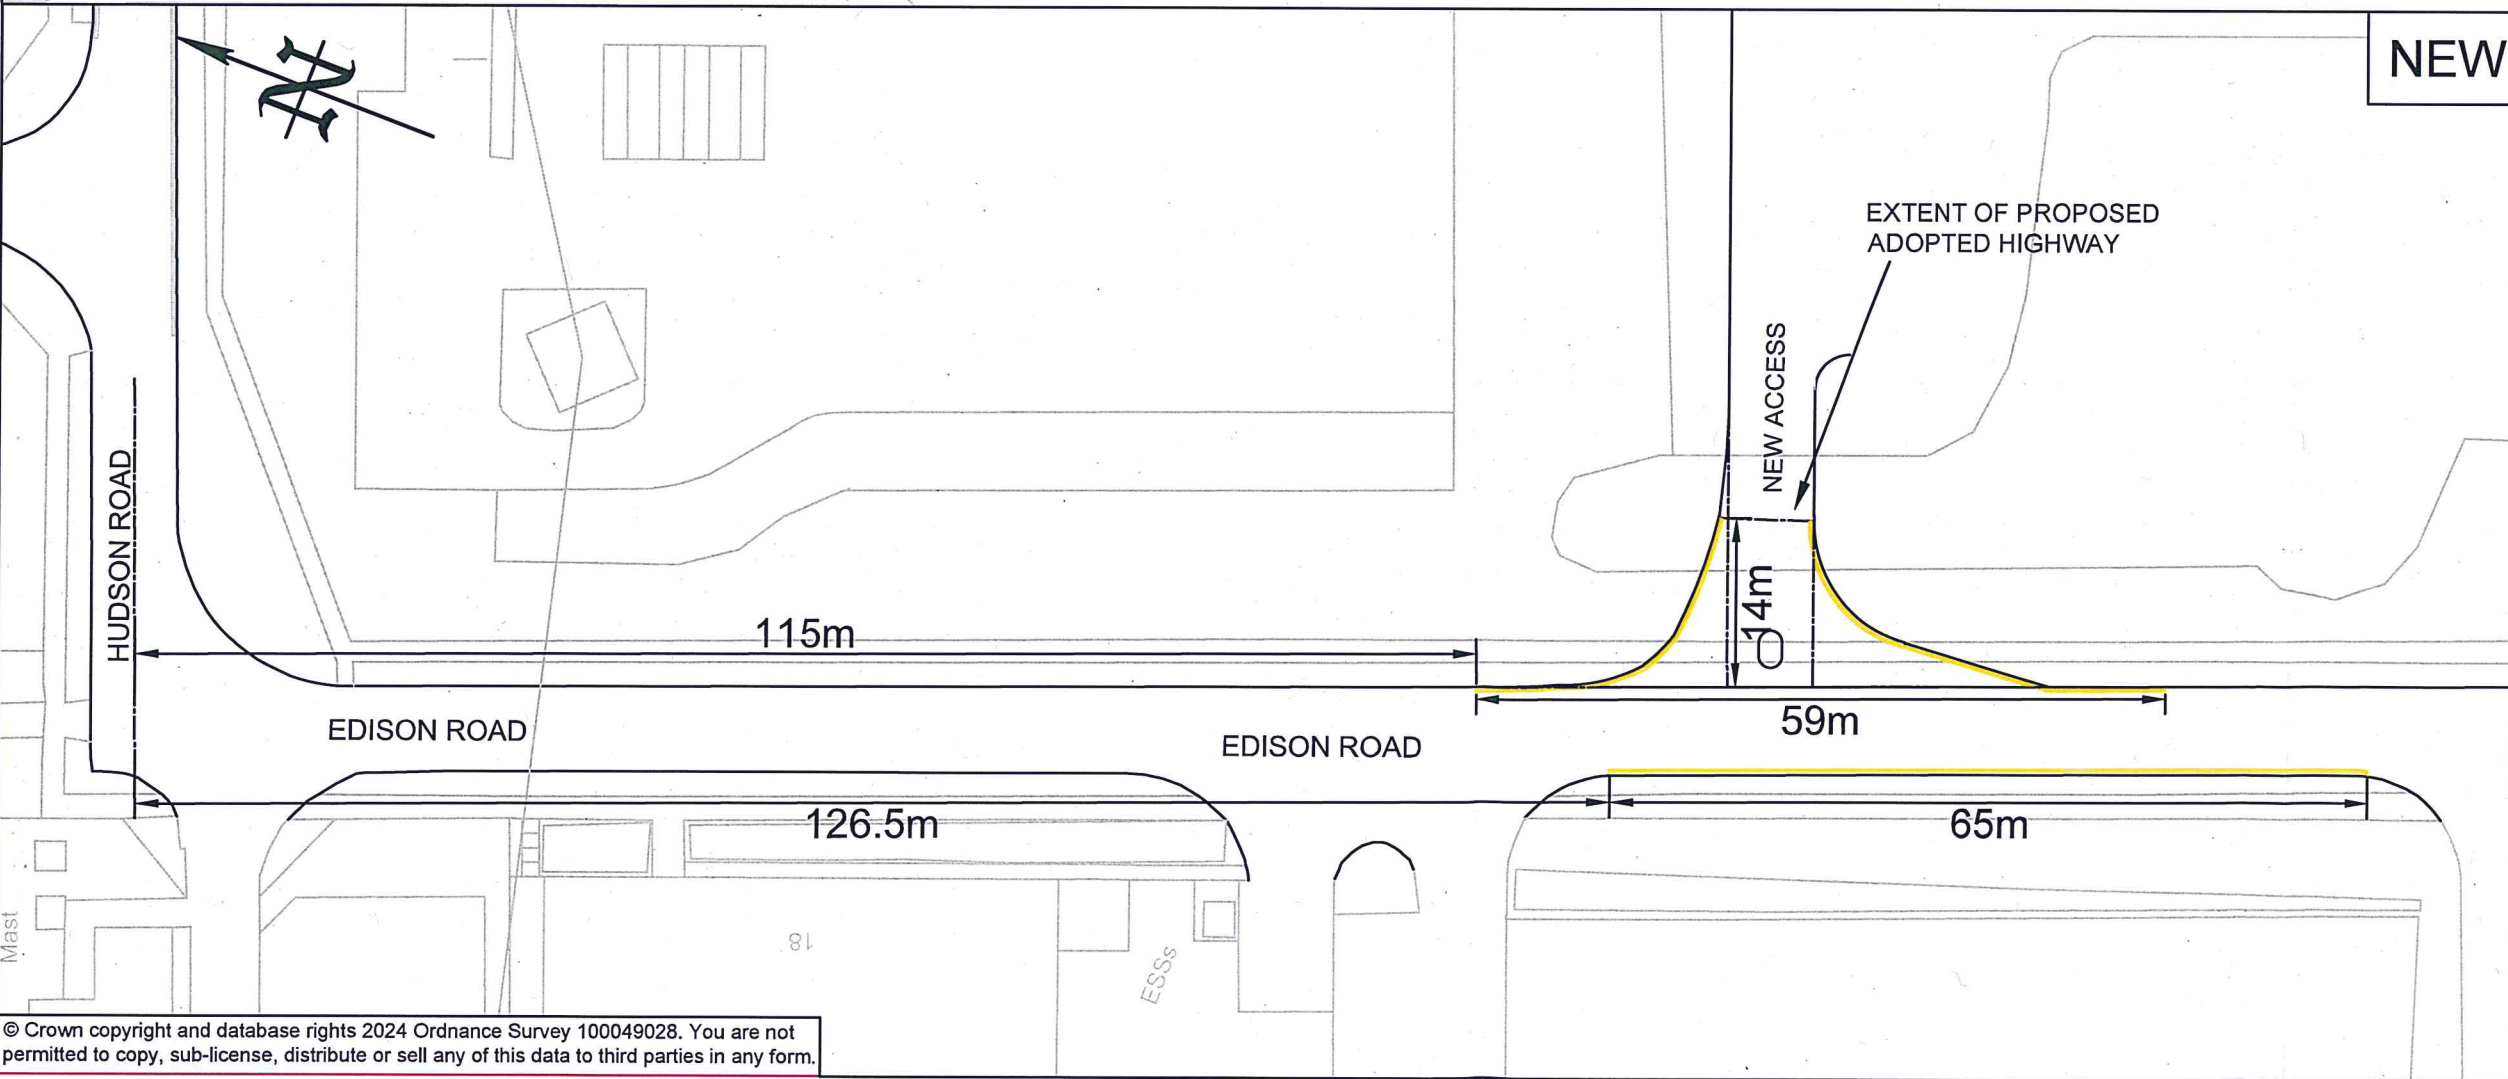 N
NEW
EXTENT OF PROPOSED
ADOPTED HIGHWAY
NEW ACCESS
HUDSON ROAD
14m
115m
59m
EDISON ROAD
EDISON ROAD
126.5m
65m
Mast
18
ESSs
© Crown copyright and database rights 2024 Ordnance Survey 100049028. You are not
permitted to copy, sub-license, distribute or sell any of this data to third parties in any form.